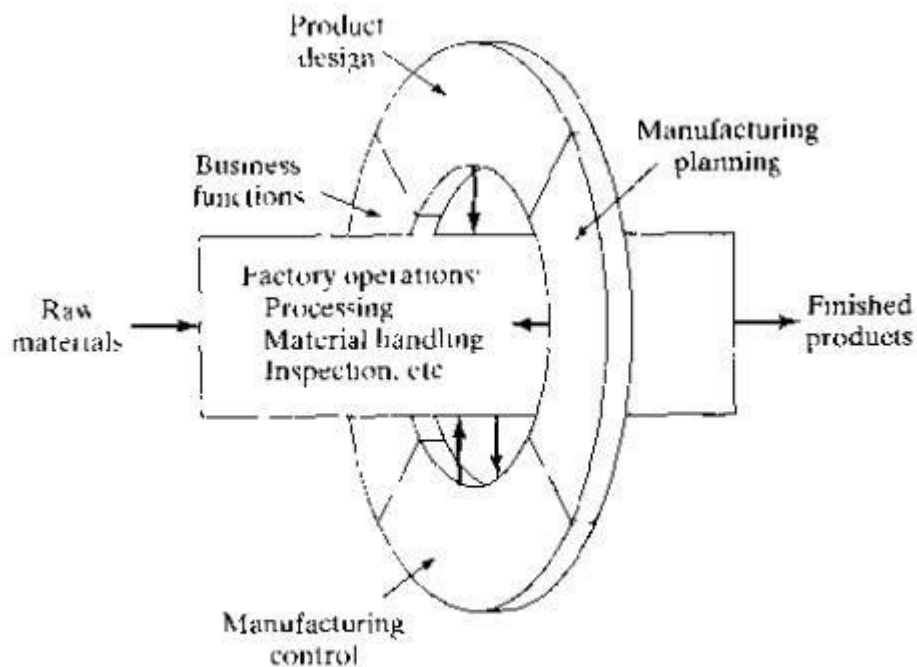 Product
design
Business
functions
Manufacturing
planning
Factory operations:
Processing
Material handling
Inspection, etc
Raw
materials
Finished
products
Manufacturing
control